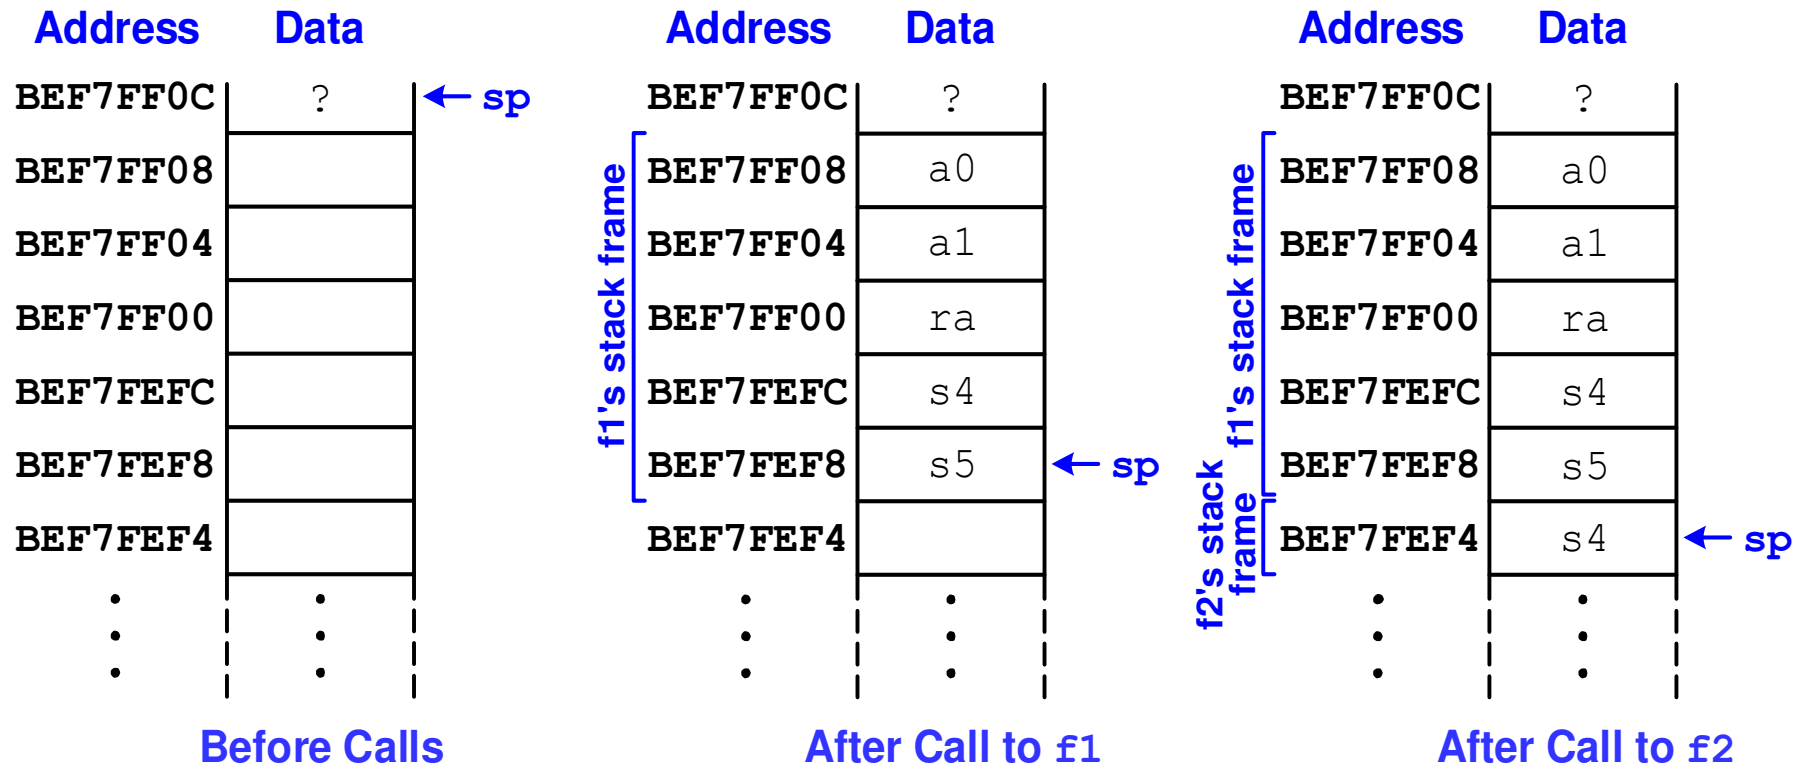 Address Data
BEF7FF0C ? sp
BEF7FF08
BEF7FF04
BEF7FF00
BEF7FEFC
BEF7FEF8
BEF7FEF4
Before Calls
Address Data
BEF7FF0C ?
BEF7FF08 a0
BEF7FF04 a1
BEF7FF00 ra
BEF7FEFC s4
BEF7FEF8 s5 sp
BEF7FEF4
f1's stack frame
After Call to f1
Address Data
BEF7FF0C ?
BEF7FF08 a0
BEF7FF04 a1
BEF7FF00 ra
BEF7FEFC s4
BEF7FEF8 s5
BEF7FEF4 s4 sp
f1's stack frame
f2's stack
frame
After Call to f2